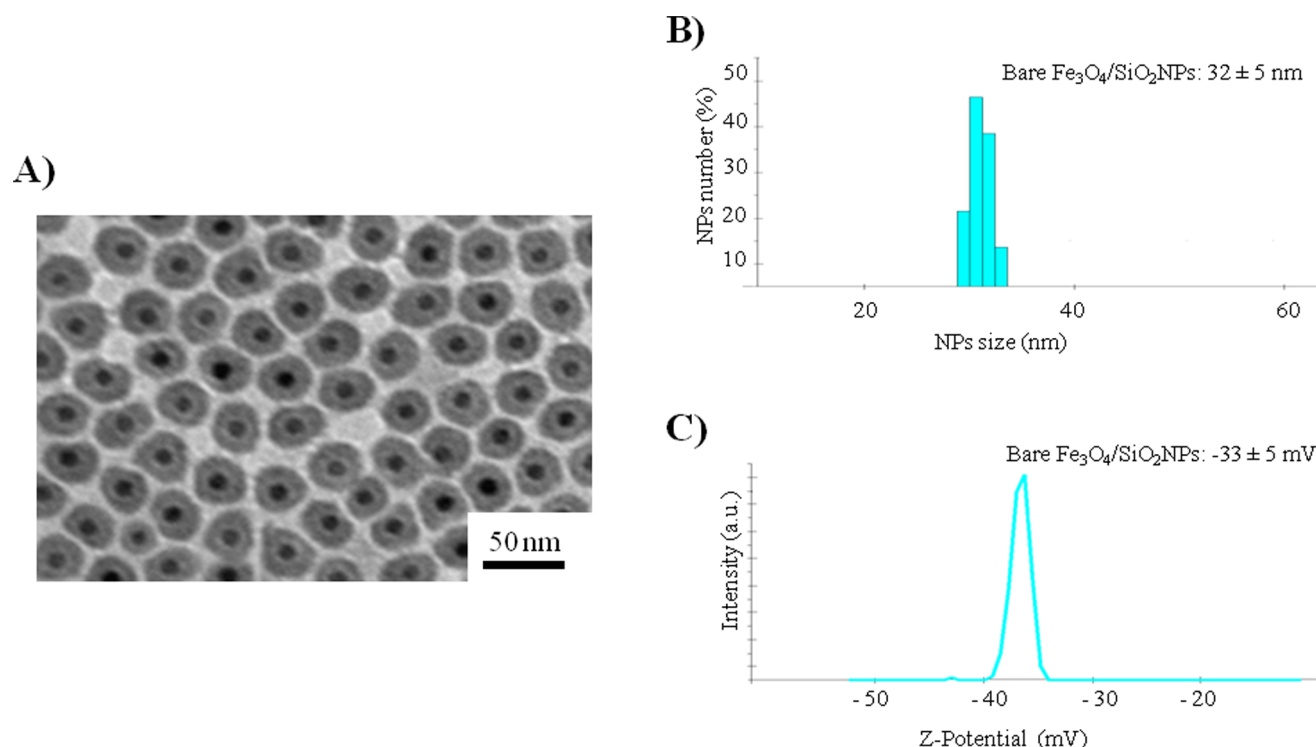 A)
50 nm
B)
Bare Fe₃O₄/SiO₂NPs: 32 ± 5 nm
NPs number (%)
50
40
30
20
10
20 40 60
NPs size (nm)
C)
Bare Fe₃O₄/SiO₂NPs: -33 ± 5 mV
Intensity (a.u.)
-50 -40 -30 -20
Z-Potential (mV)